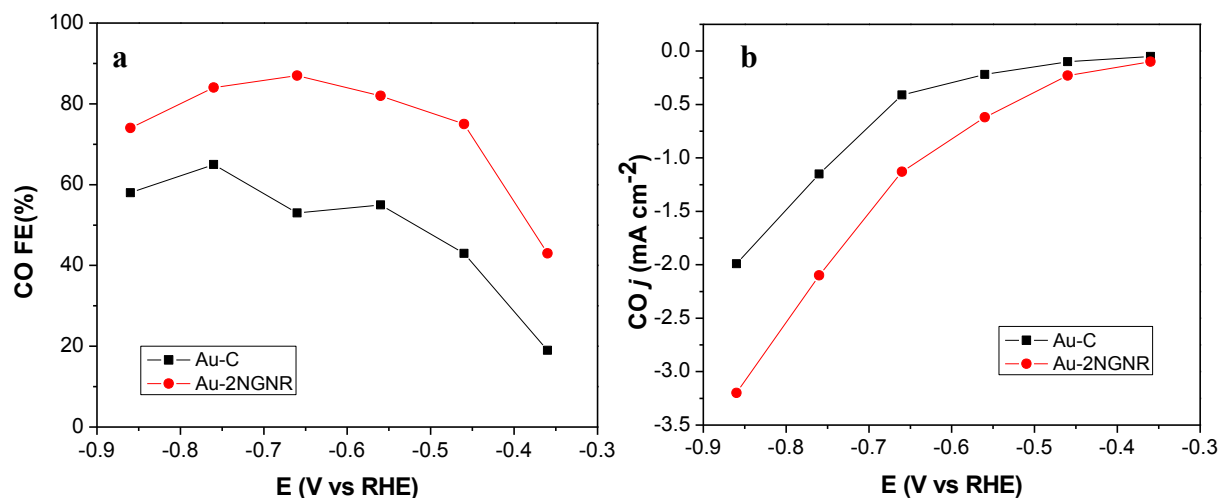 a
CO FE(%)
100
80
60
40
20
0
Au-C
Au-2NGNR
-0.9 -0.8 -0.7 -0.6 -0.5 -0.4 -0.3
E (V vs RHE)
b
CO j (mA cm⁻²)
0.0
-0.5
-1.0
-1.5
-2.0
-2.5
-3.0
-3.5
Au-C
Au-2NGNR
-0.9 -0.8 -0.7 -0.6 -0.5 -0.4 -0.3
E (V vs RHE)